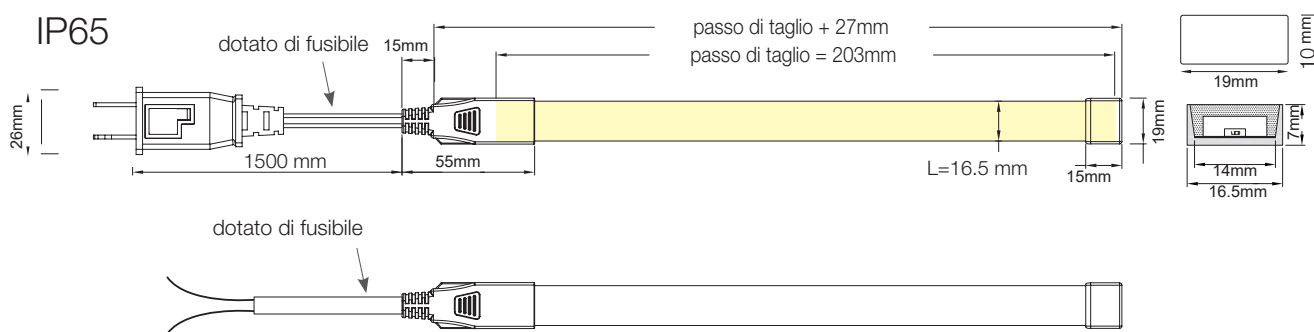 IP65
dotato di fusibile
15mm
passo di taglio + 27mm
passo di taglio = 203mm
10 mm
19mm
26mm
1500 mm
55mm
L=16.5 mm
19mm
15mm
7mm
14mm
16.5mm
dotato di fusibile